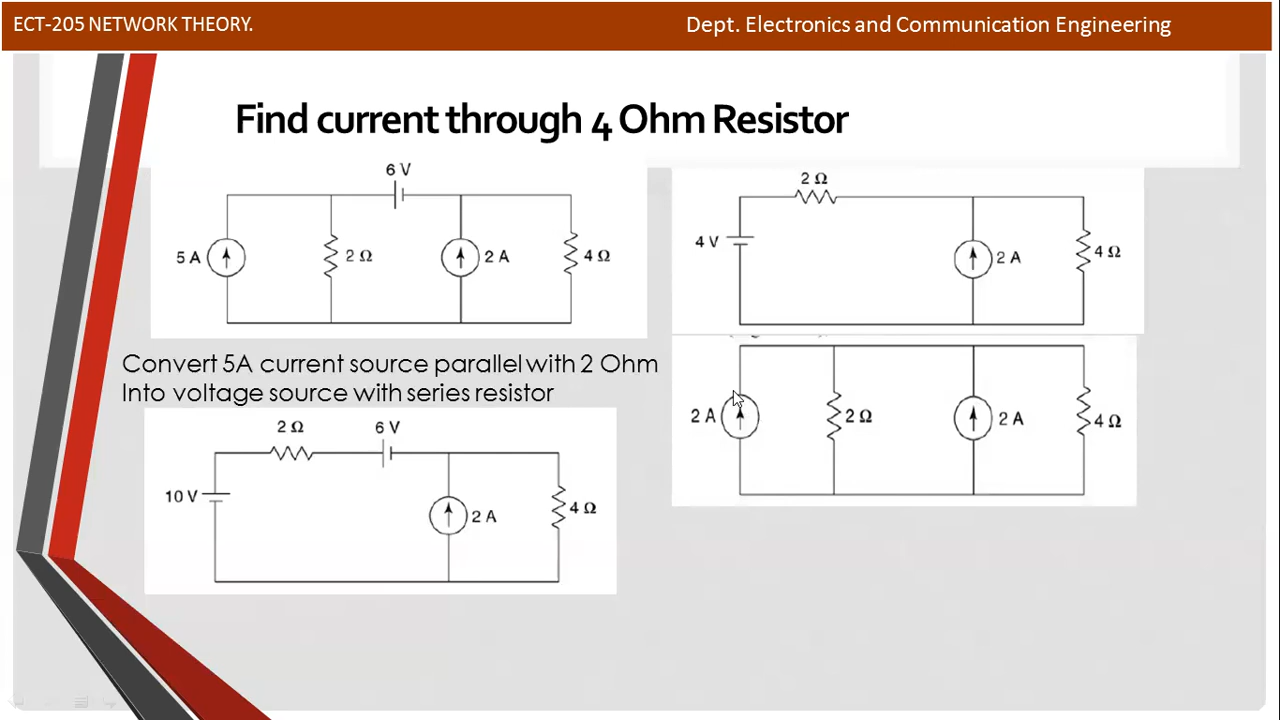 ECT-205 NETWORK THEORY.
Dept. Electronics and Communication Engineering
Find current through 4 Ohm Resistor
6 V
5 A
2 Ω
2 A
4 Ω
Convert 5A current source parallel with 2 Ohm
Into voltage source with series resistor
2 Ω
6 V
10 V
2 A
4 Ω
2 Ω
4 V
2 A
4 Ω
2 A
2 Ω
2 A
4 Ω